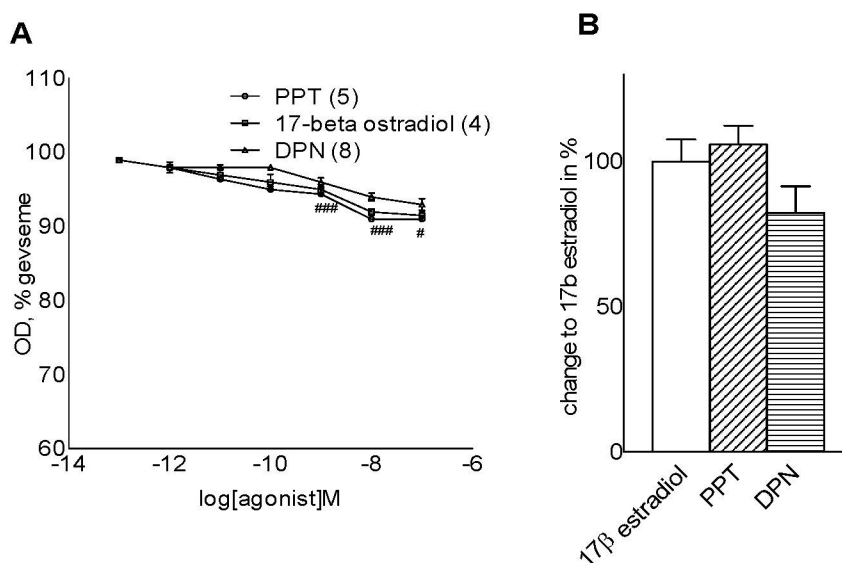 A
110
100
90
80
70
60
OD, % gevseme
PPT (5)
17-beta ostradiol (4)
DPN (8)
###
###
#
-14
-12
-10
-8
-6
log[agonist]M
B
100
50
0
change to 17b estradiol in %
17β estradiol
PPT
DPN